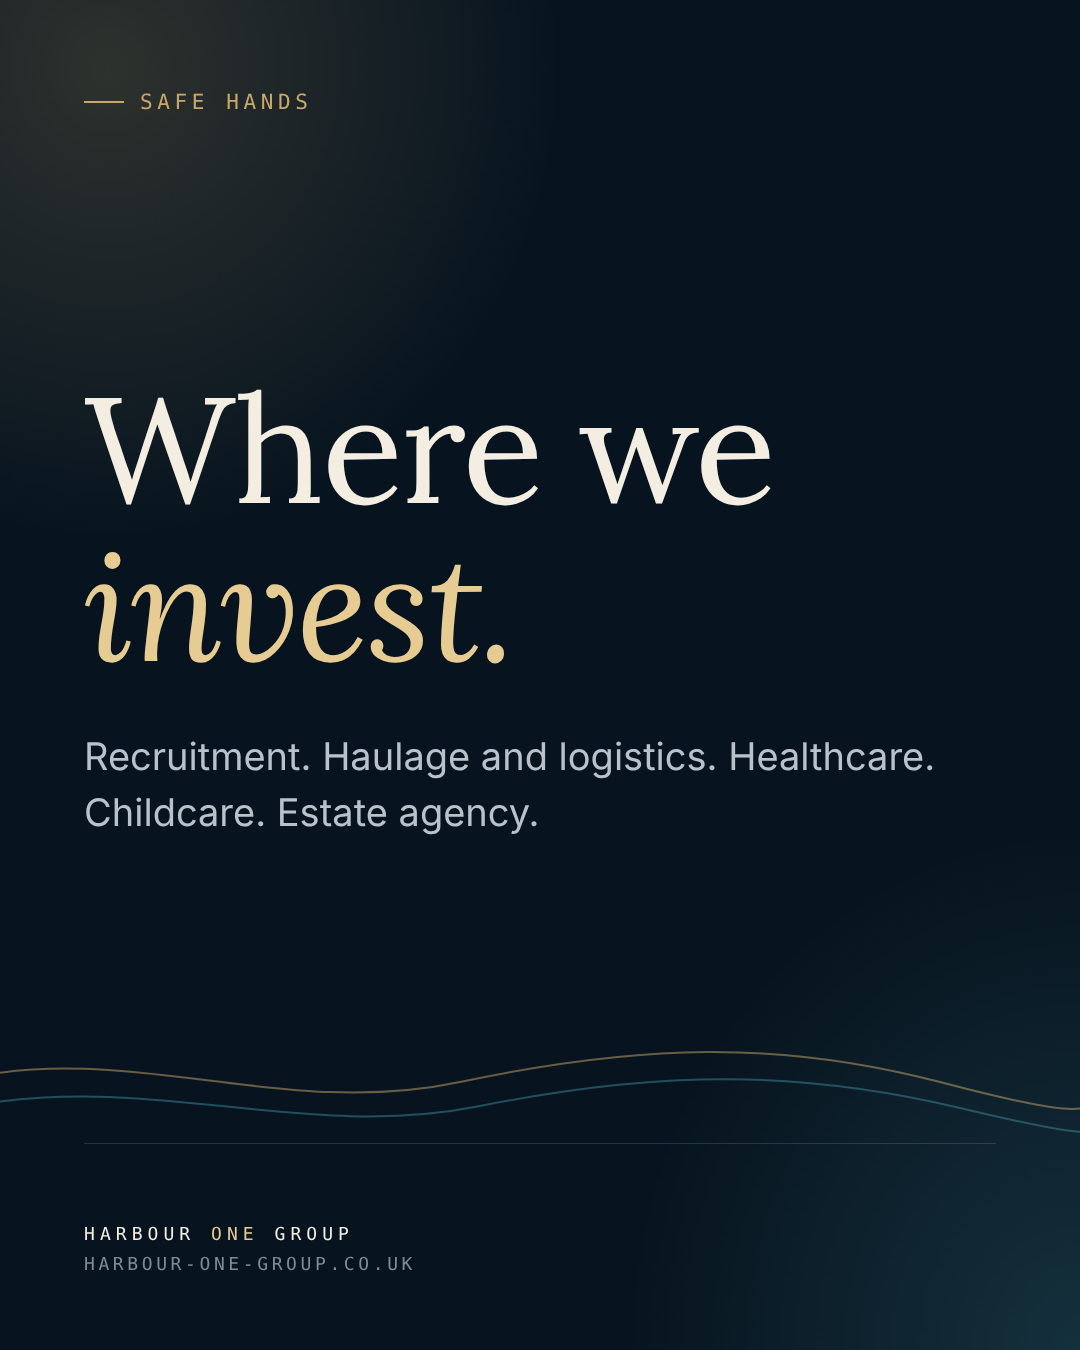 SAFE HANDS
Where we
invest.
Recruitment. Haulage and logistics. Healthcare.
Childcare. Estate agency.
HARBOUR ONE GROUP
HARBOUR-ONE-GROUP.CO.UK